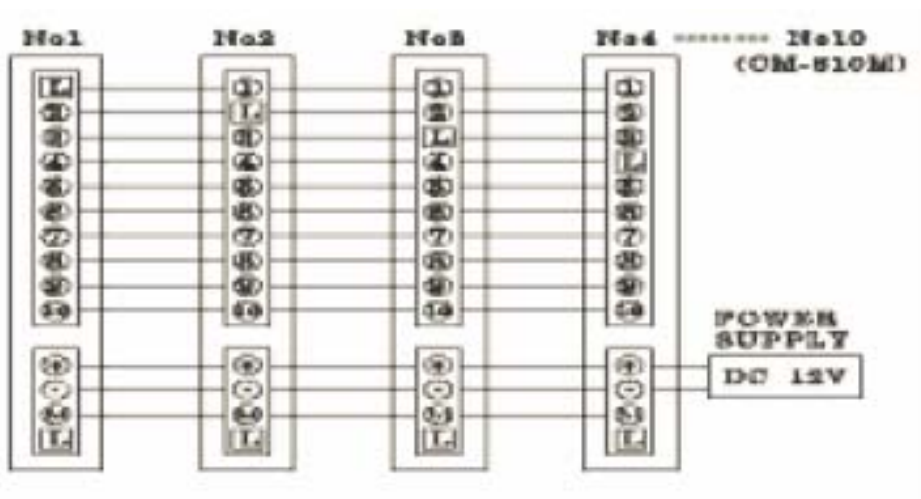 No1 No2 No3 No4 -------- No10
(CM-810M)
L 1 1 1
2 L 2 2
3 3 L 3
4 4 4 L
5 5 5 5
6 6 6 6
7 7 7 7
8 8 8 8
9 9 9 9
10 10 10 10
POWER
SUPPLY
+ + + +
DC 12V
- - - -
L L L L